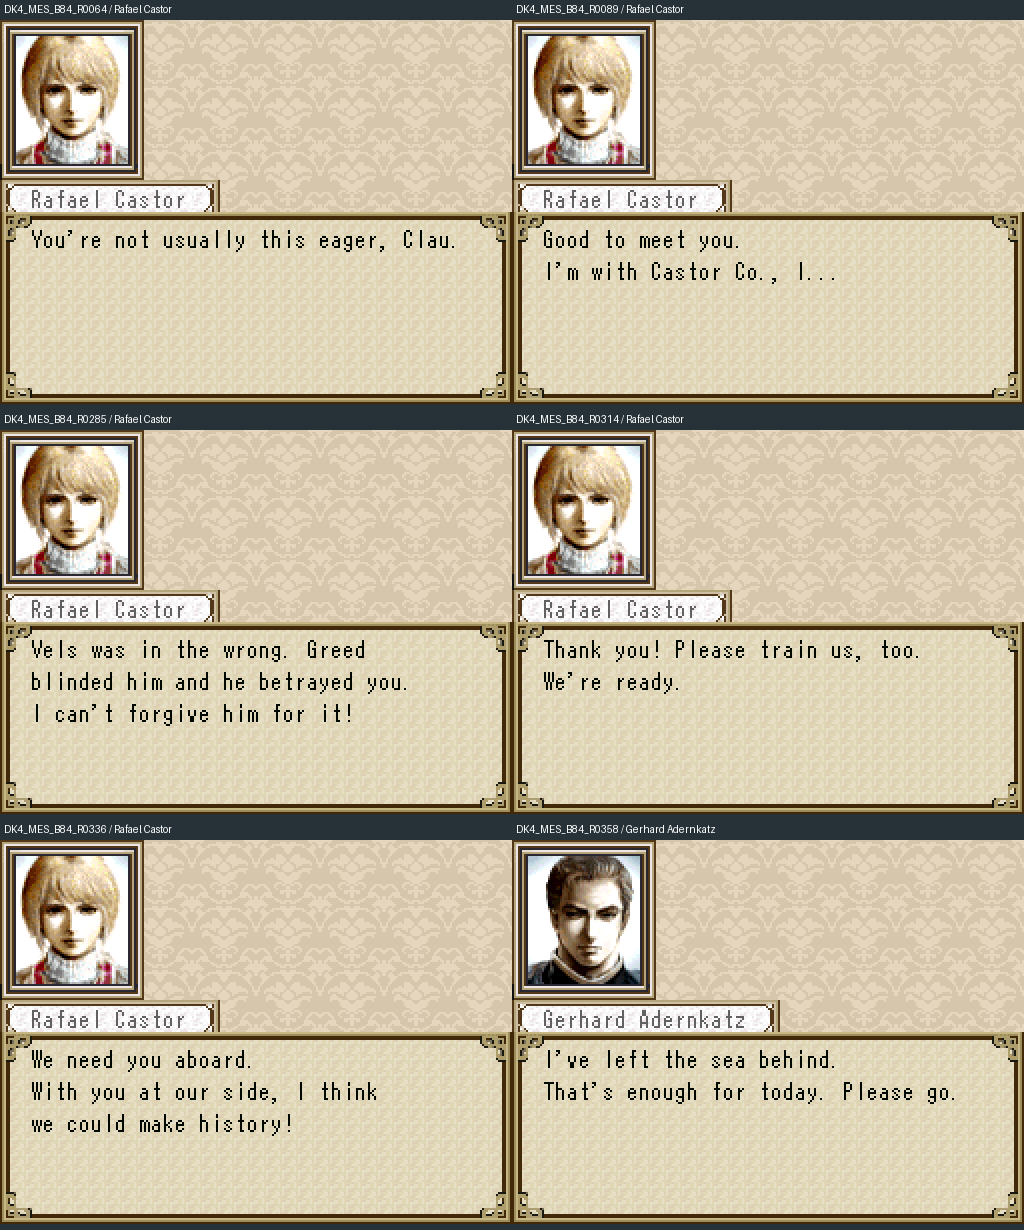 DK4_MES_B84_R0064 / Rafael Castor
Rafael Castor
You're not usually this eager, Clau.
DK4_MES_B84_R0089 / Rafael Castor
Rafael Castor
Good to meet you.
I'm with Castor Co., I...
DK4_MES_B84_R0285 / Rafael Castor
Rafael Castor
Vels was in the wrong. Greed
blinded him and he betrayed you.
I can't forgive him for it!
DK4_MES_B84_R0314 / Rafael Castor
Rafael Castor
Thank you! Please train us, too.
We're ready.
DK4_MES_B84_R0336 / Rafael Castor
Rafael Castor
We need you aboard.
With you at our side, I think
we could make history!
DK4_MES_B84_R0358 / Gerhard Adernkatz
Gerhard Adernkatz
I've left the sea behind.
That's enough for today. Please go.